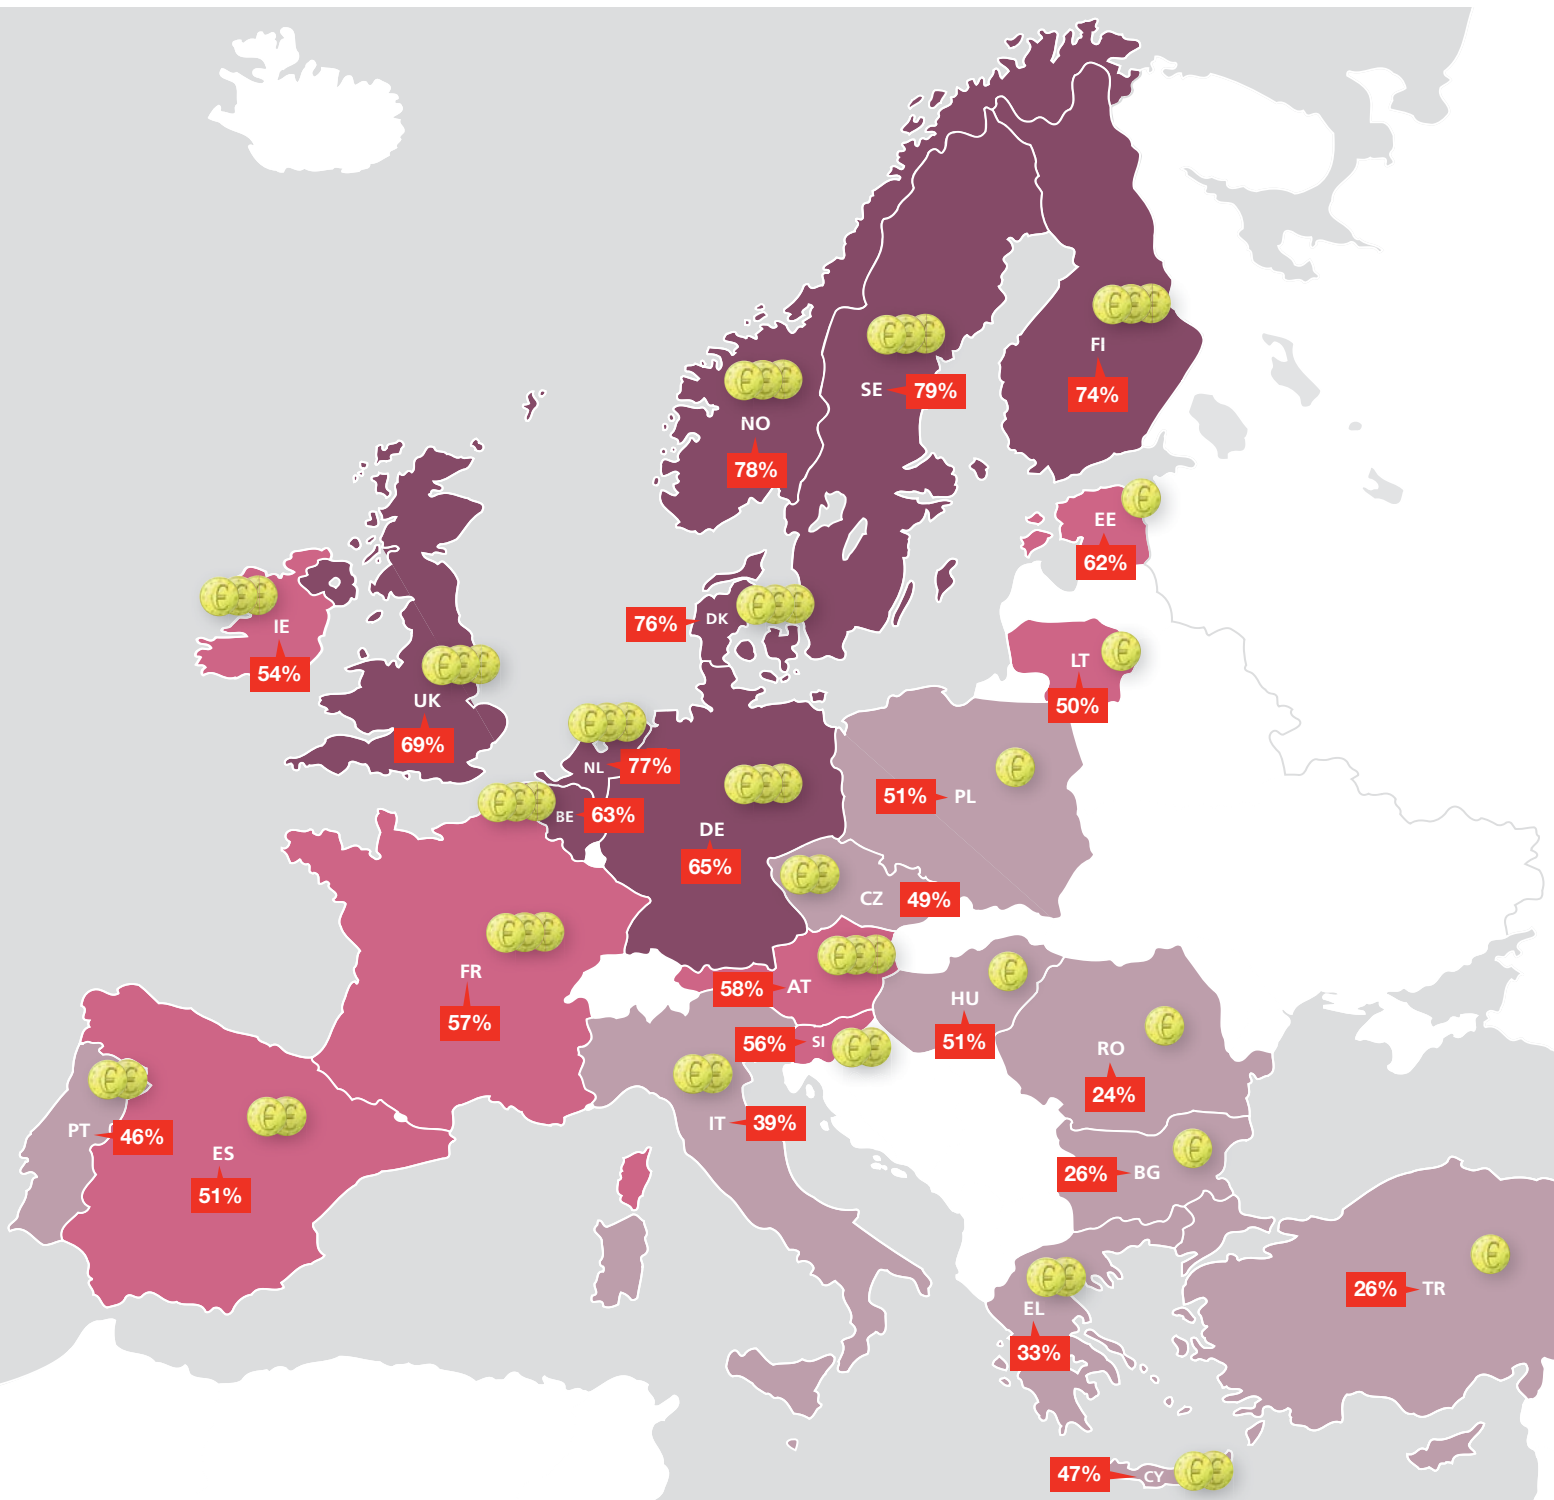 FI
74%
SE
79%
NO
78%
EE
62%
IE
54%
76%
DK
LT
50%
UK
69%
NL
77%
BE
63%
51%
PL
DE
65%
CZ
49%
FR
57%
58%
AT
HU
51%
56%
SI
RO
24%
PT
46%
IT
39%
ES
51%
26%
BG
26%
TR
EL
33%
47%
CY